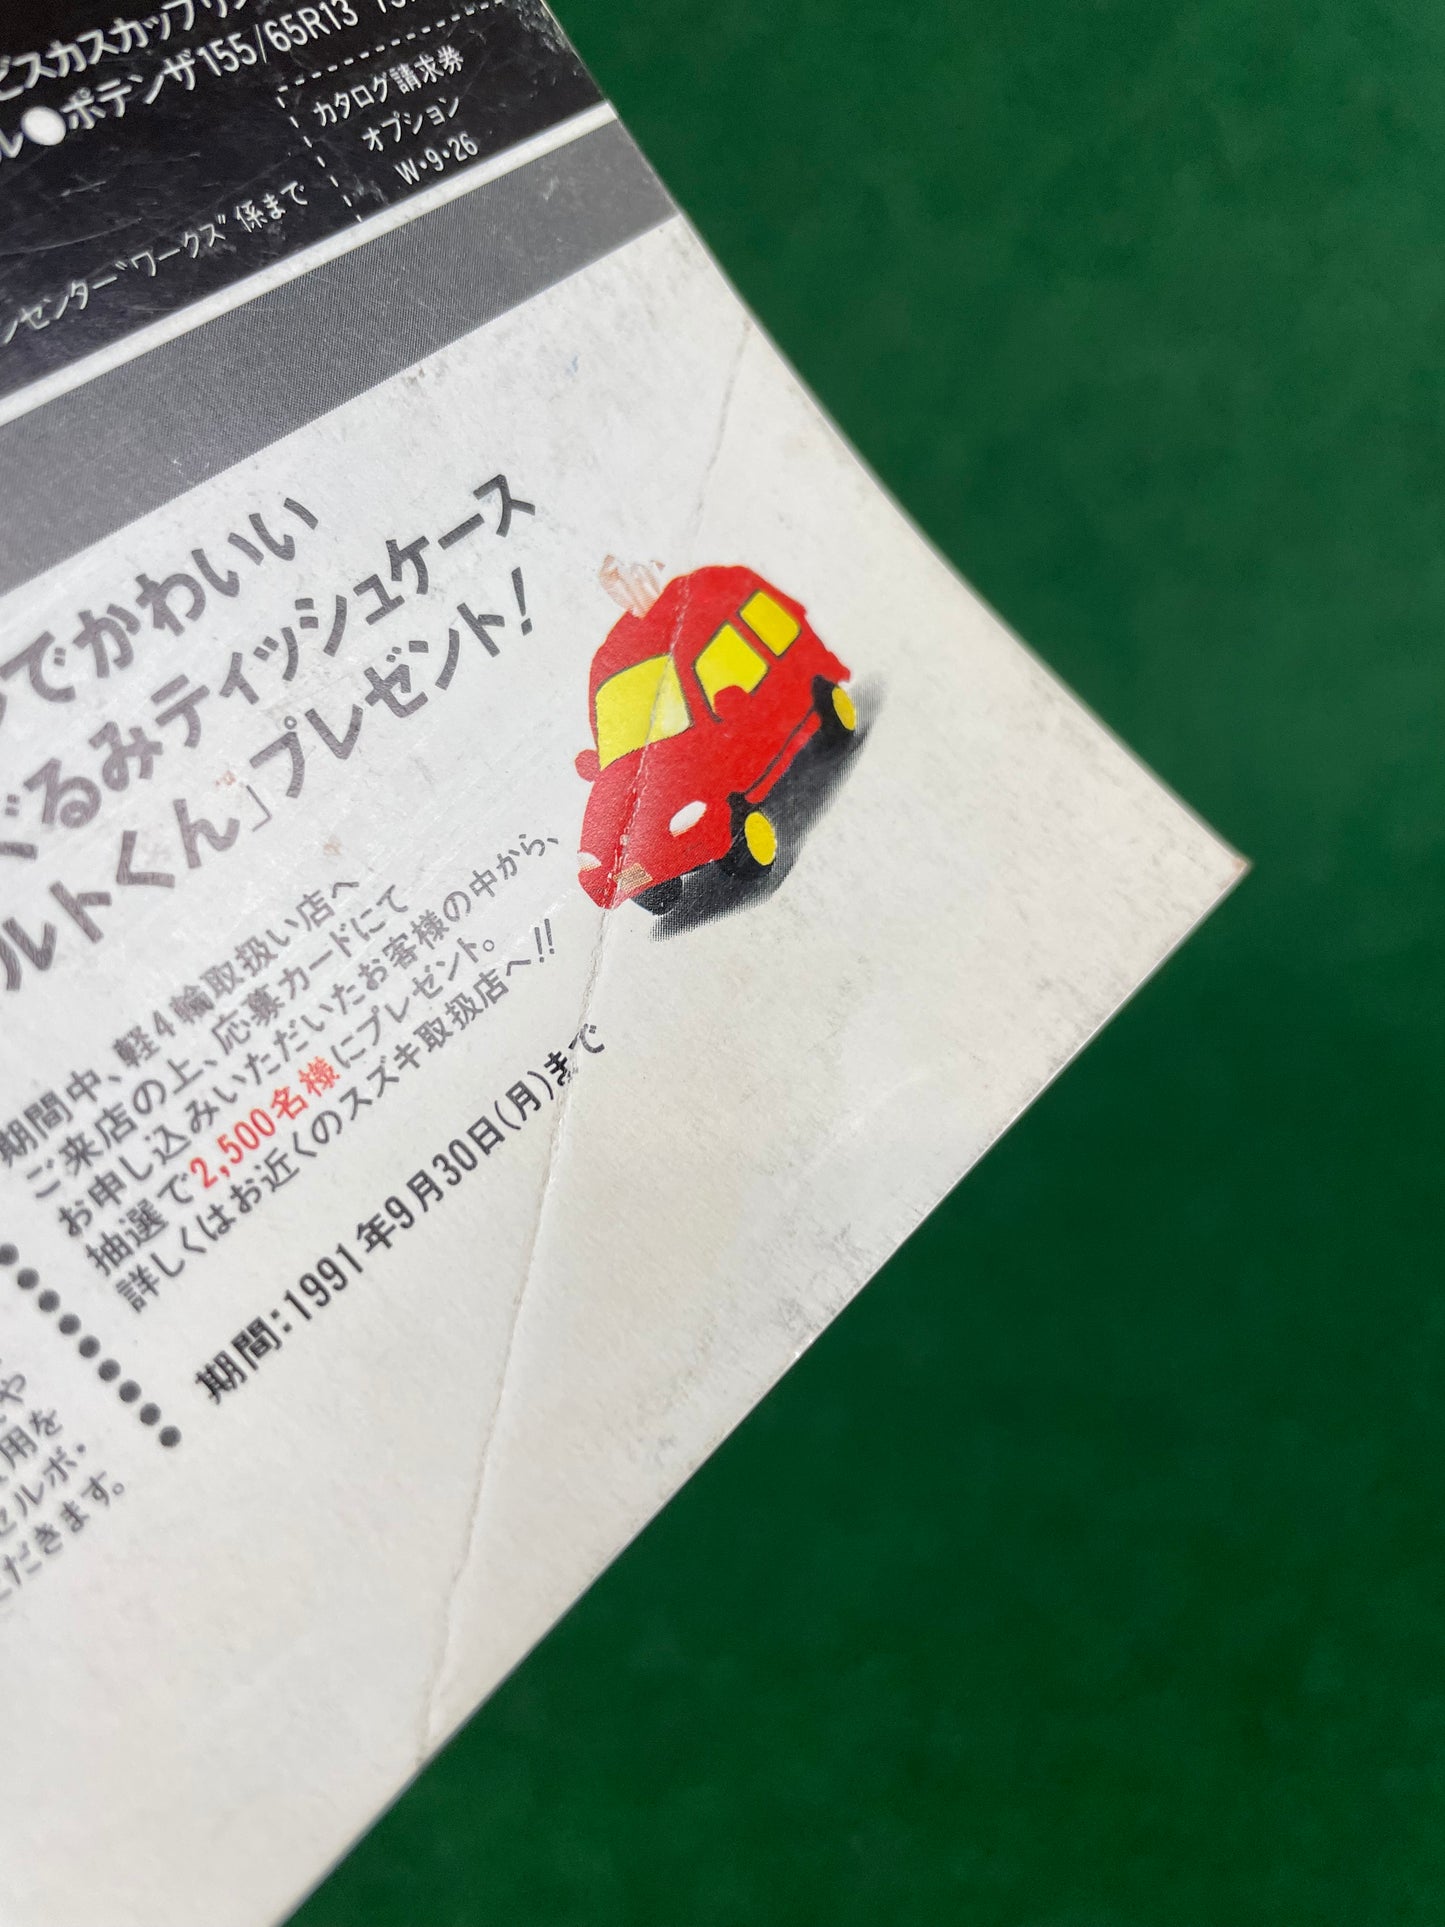 ビスカスカップリン
ル●ポテンザ155/65R13
カタログ請求券
オプション
W・9・26
ンセンター“ワークス”係まで
でかわいい
ぐるみティッシュケース
ルトくん」プレゼント!
期間中、軽4輪取扱い店へ
ご来店の上、応募カードにて
お申し込みいただいたお客様の中から、
抽選で2,500名様にプレゼント。
詳しくはお近くのスズキ取扱店へ!!
期間:1991年9月30日(月)まで
や
用を
セルボ・
ただきます。